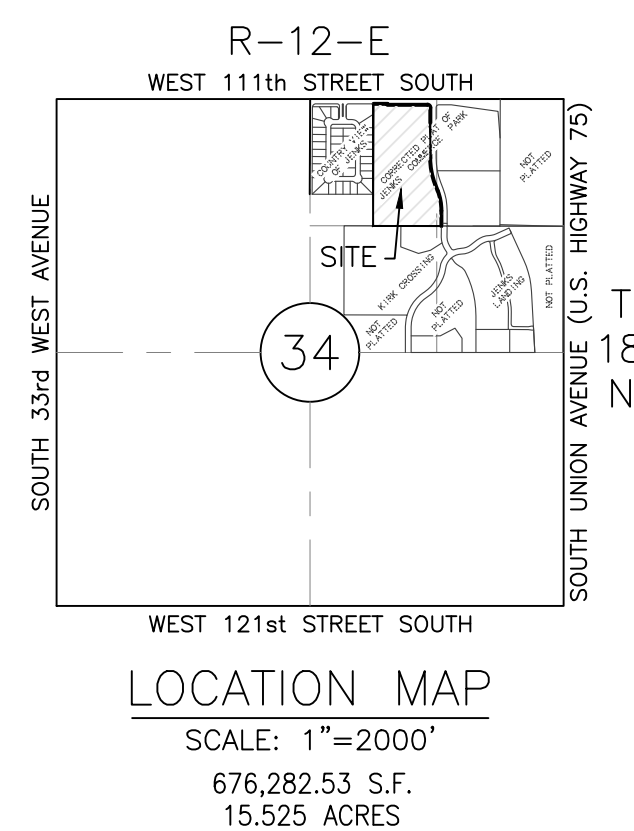 R-12-E
WEST 111th STREET SOUTH
COUNTRY VIEW
OF JENKS
CORRECTED PLAT OF
JENKS COMMERCE PARK
NOT
PLATTED
SOUTH 33rd WEST AVENUE
SOUTH UNION AVENUE (U.S. HIGHWAY 75)
SITE
KIRK CROSSING
NOT
PLATTED
NOT
PLATTED
JENKS
LANDING
NOT PLATTED
T
18
N
34
WEST 121st STREET SOUTH
LOCATION MAP
SCALE: 1"=2000'
676,282.53 S.F.
15.525 ACRES